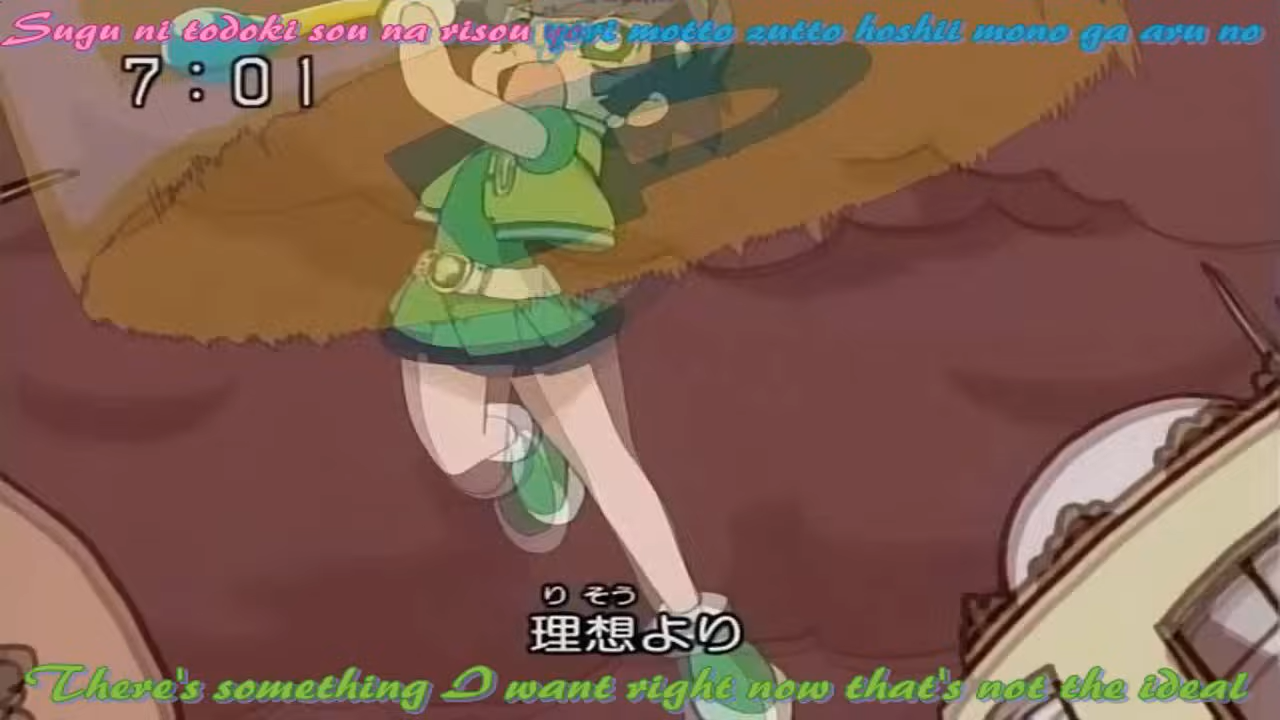 Sugu ni todoki sou na risou yori motto zutto hoshii mono ga aru no
7:01
り そう
理想より
There's something I want right now that's not the ideal